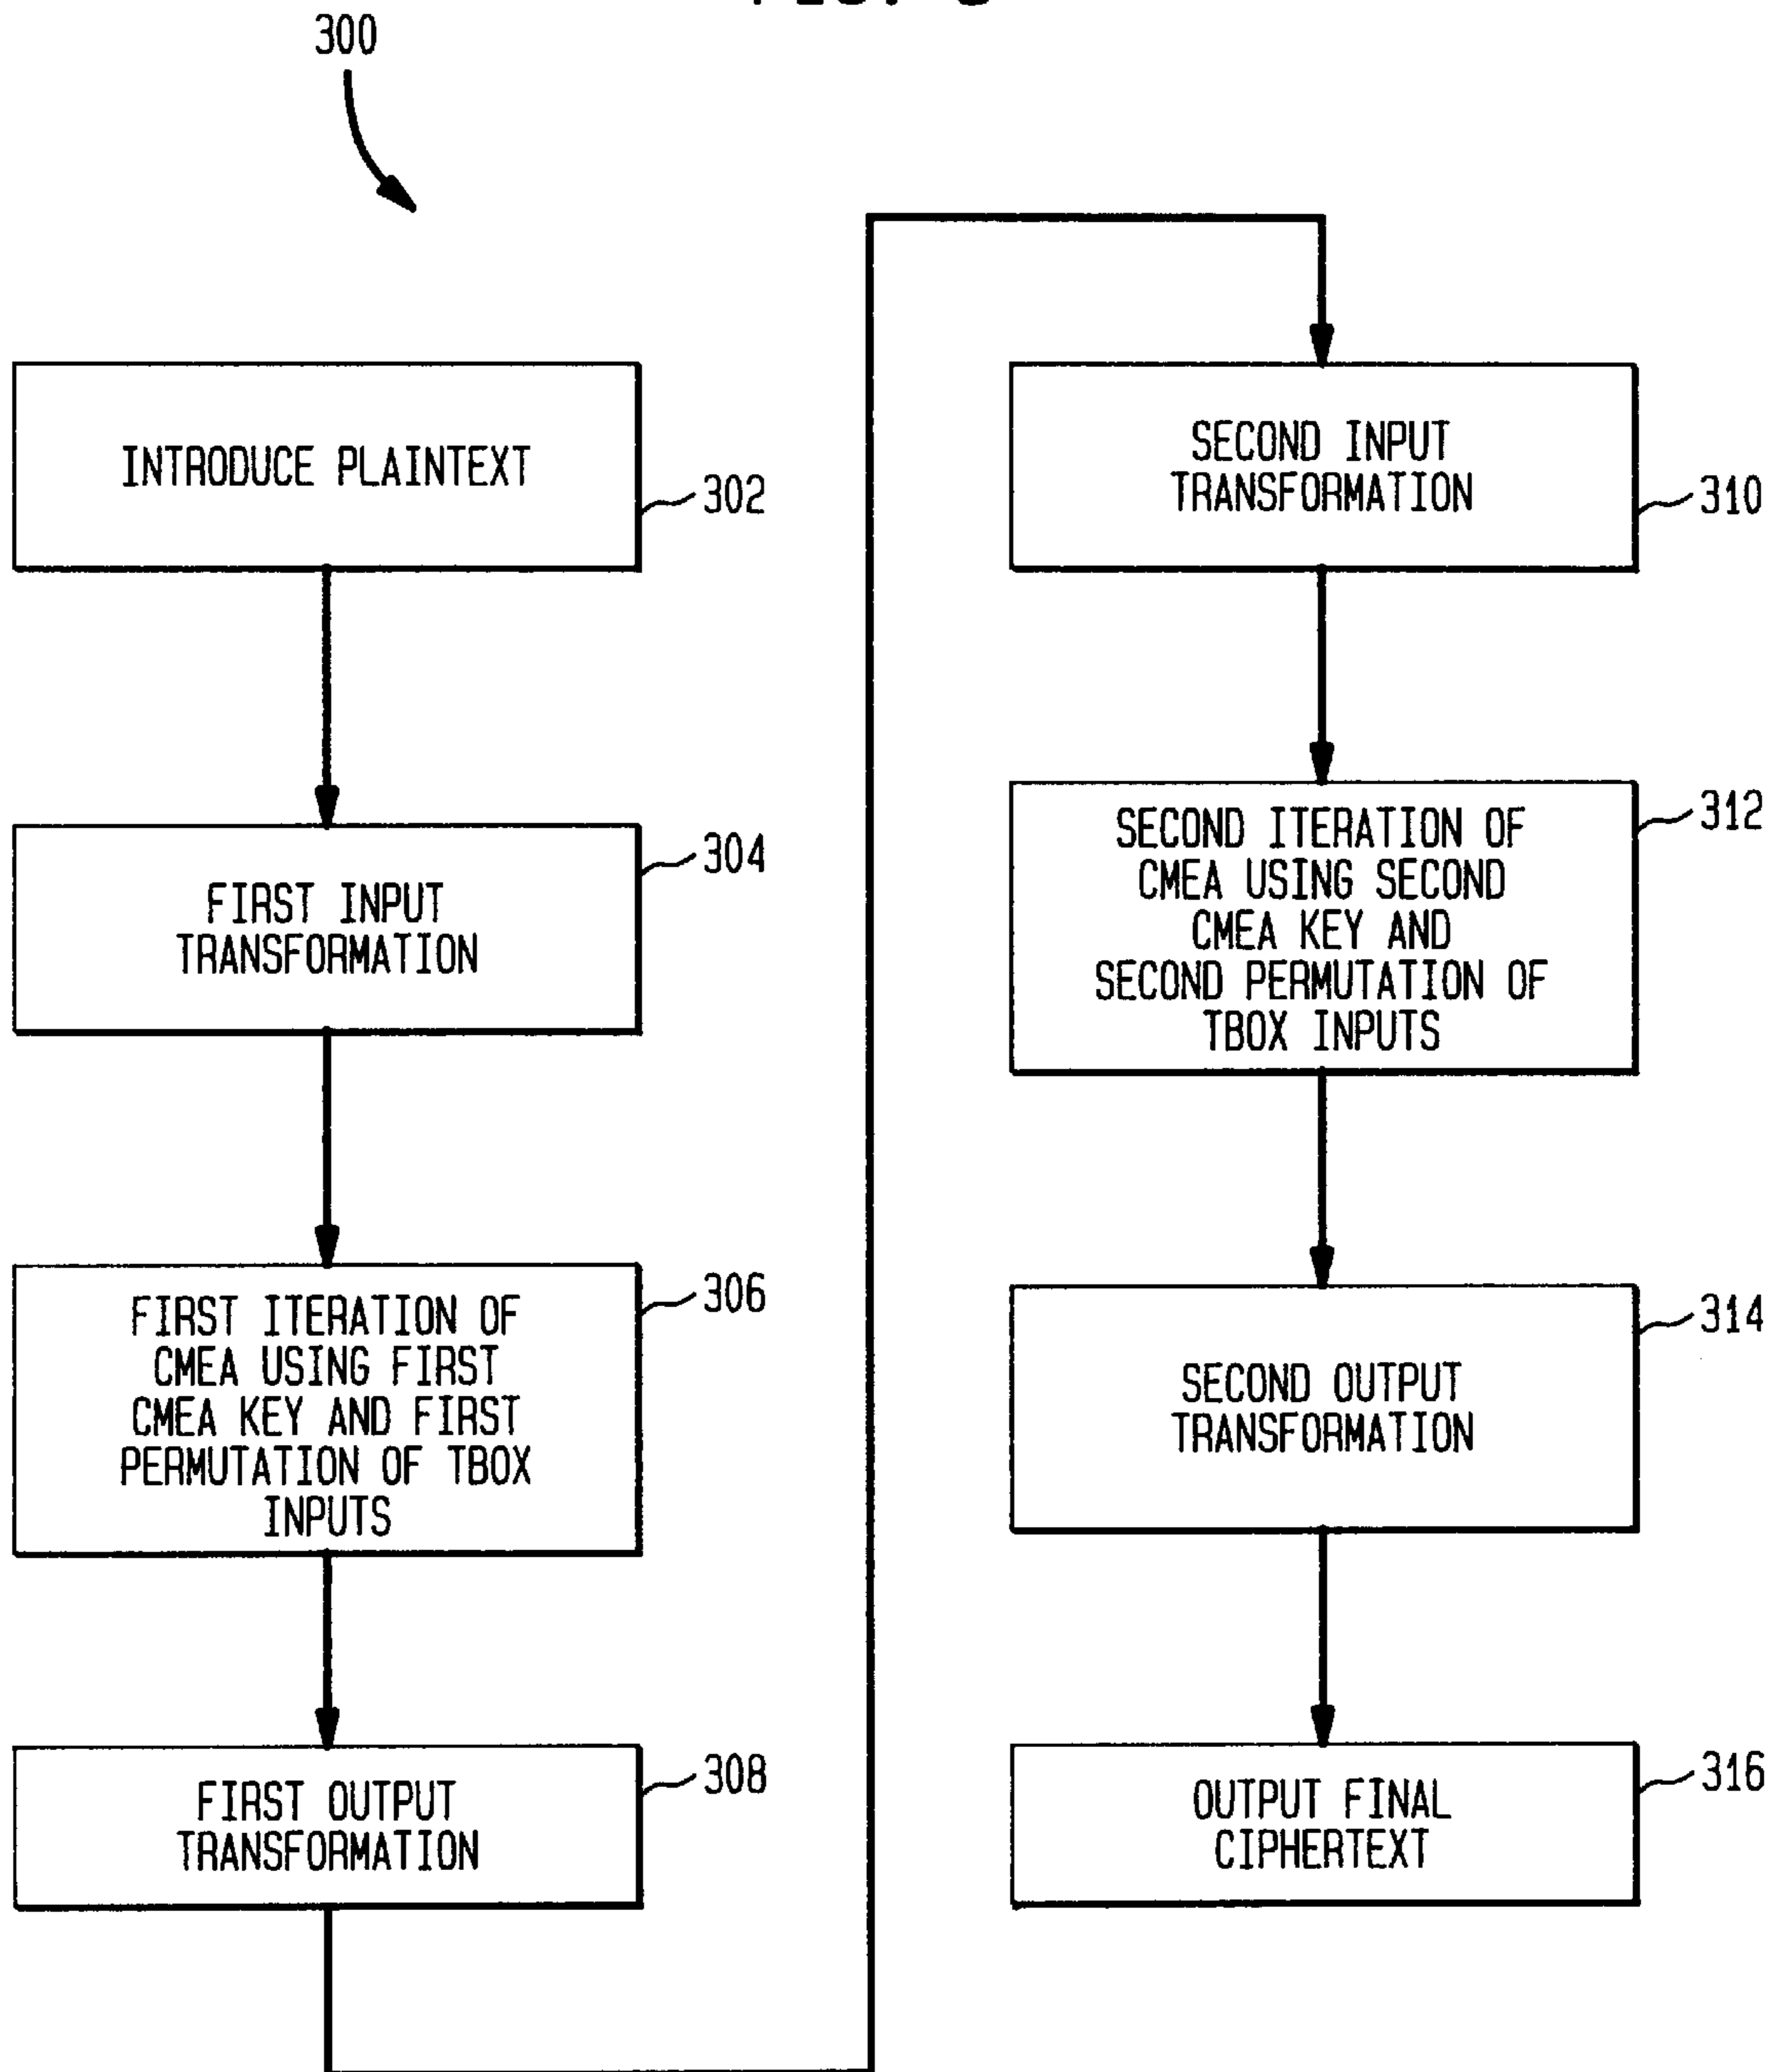 300
INTRODUCE PLAINTEXT
302
FIRST INPUT
TRANSFORMATION
304
FIRST ITERATION OF
CMEA USING FIRST
CMEA KEY AND FIRST
PERMUTATION OF TBOX
INPUTS
306
FIRST OUTPUT
TRANSFORMATION
308
SECOND INPUT
TRANSFORMATION
310
SECOND ITERATION OF
CMEA USING SECOND
CMEA KEY AND
SECOND PERMUTATION OF
TBOX INPUTS
312
SECOND OUTPUT
TRANSFORMATION
314
OUTPUT FINAL
CIPHERTEXT
316